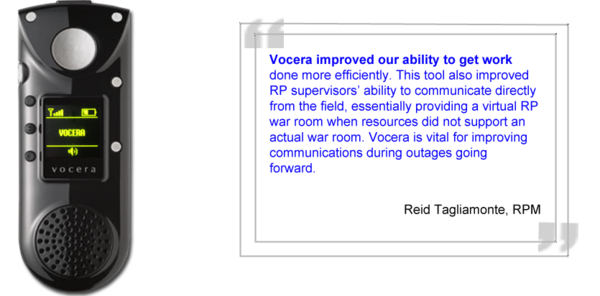 VOCERA
vocera
Vocera improved our ability to get work
done more efficiently. This tool also improved
RP supervisors’ ability to communicate directly
from the field, essentially providing a virtual RP
war room when resources did not support an
actual war room. Vocera is vital for improving
communications during outages going
forward.
Reid Tagliamonte, RPM